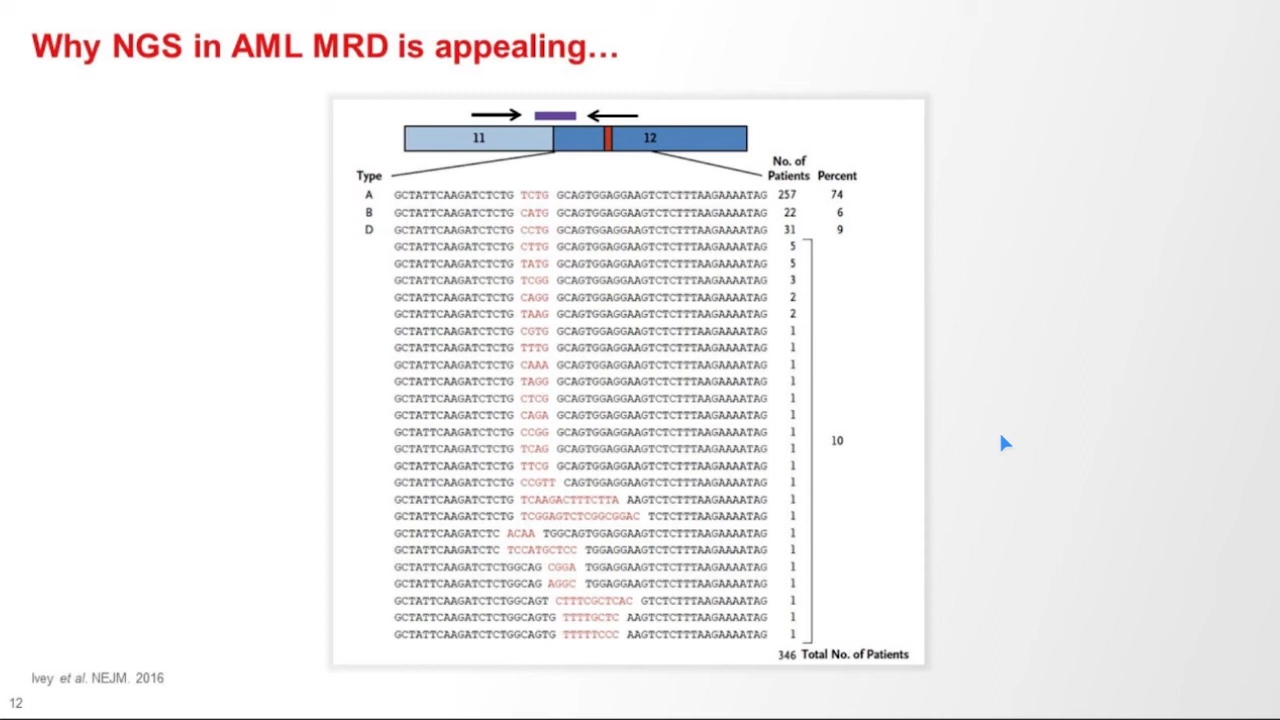 Why NGS in AML MRD is appealing…
11 12
No. of
Type Patients Percent
A GCTATTCAAGATCTCTG TCTG GCAGTGGAGGAAGTCTCTTTAAGAAAATAG 257 74
B GCTATTCAAGATCTCTG CATG GCAGTGGAGGAAGTCTCTTTAAGAAAATAG 22 6
D GCTATTCAAGATCTCTG CCTG GCAGTGGAGGAAGTCTCTTTAAGAAAATAG 31 9
GCTATTCAAGATCTCTG CTTG GCAGTGGAGGAAGTCTCTTTAAGAAAATAG 5
GCTATTCAAGATCTCTG TATG GCAGTGGAGGAAGTCTCTTTAAGAAAATAG 5
GCTATTCAAGATCTCTG TCGG GCAGTGGAGGAAGTCTCTTTAAGAAAATAG 3
GCTATTCAAGATCTCTG CAGG GCAGTGGAGGAAGTCTCTTTAAGAAAATAG 2
GCTATTCAAGATCTCTG TAAG GCAGTGGAGGAAGTCTCTTTAAGAAAATAG 2
GCTATTCAAGATCTCTG CGTG GCAGTGGAGGAAGTCTCTTTAAGAAAATAG 1
GCTATTCAAGATCTCTG TTTG GCAGTGGAGGAAGTCTCTTTAAGAAAATAG 1
GCTATTCAAGATCTCTG CAAA GCAGTGGAGGAAGTCTCTTTAAGAAAATAG 1
GCTATTCAAGATCTCTG TAGG GCAGTGGAGGAAGTCTCTTTAAGAAAATAG 1
GCTATTCAAGATCTCTG CTCG GCAGTGGAGGAAGTCTCTTTAAGAAAATAG 1
GCTATTCAAGATCTCTG CAGA GCAGTGGAGGAAGTCTCTTTAAGAAAATAG 1
GCTATTCAAGATCTCTG CCGG GCAGTGGAGGAAGTCTCTTTAAGAAAATAG 1 10
GCTATTCAAGATCTCTG TCAG GCAGTGGAGGAAGTCTCTTTAAGAAAATAG 1
GCTATTCAAGATCTCTG TTCG GCAGTGGAGGAAGTCTCTTTAAGAAAATAG 1
GCTATTCAAGATCTCTG CCGTT CAGTGGAGGAAGTCTCTTTAAGAAAATAG 1
GCTATTCAAGATCTCTG TCAAGACTTTCTTA AAGTCTCTTTAAGAAAATAG 1
GCTATTCAAGATCTCTG TCGGAGTCTCGGCGGAC TCTCTTTAAGAAAATAG 1
GCTATTCAAGATCTC ACAA TGGCAGTGGAGGAAGTCTCTTTAAGAAAATAG 1
GCTATTCAAGATCTC TCCATGCTCC TGGAGGAAGTCTCTTTAAGAAAATAG 1
GCTATTCAAGATCTCTGGCAG CGGA TGGAGGAAGTCTCTTTAAGAAAATAG 1
GCTATTCAAGATCTCTGGCAG AGGC TGGAGGAAGTCTCTTTAAGAAAATAG 1
GCTATTCAAGATCTCTGGCAGT CTTTCGCTCAC GTCTCTTTAAGAAAATAG 1
GCTATTCAAGATCTCTGGCAGTG TTTTGCTC AAGTCTCTTTAAGAAAATAG 1
GCTATTCAAGATCTCTGGCAGTG TTTTTCCC AAGTCTCTTTAAGAAAATAG 1
346 Total No. of Patients
Ivey et al. NEJM. 2016
12